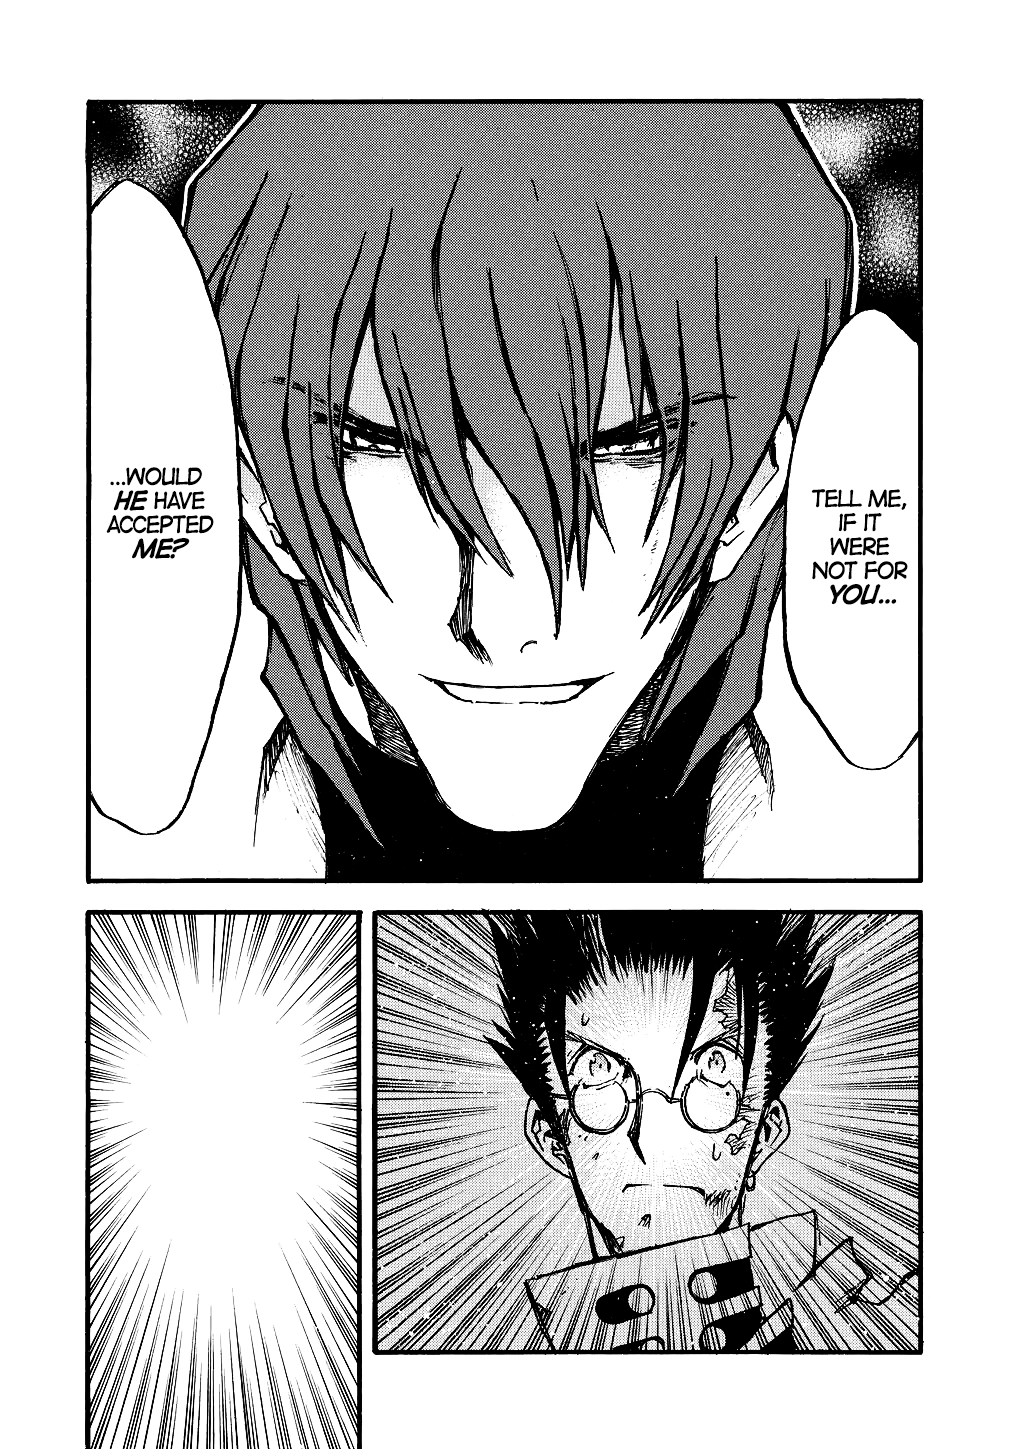 TELL ME,
IF IT
WERE
NOT FOR
YOU...
...WOULD
HE HAVE
ACCEPTED
ME?